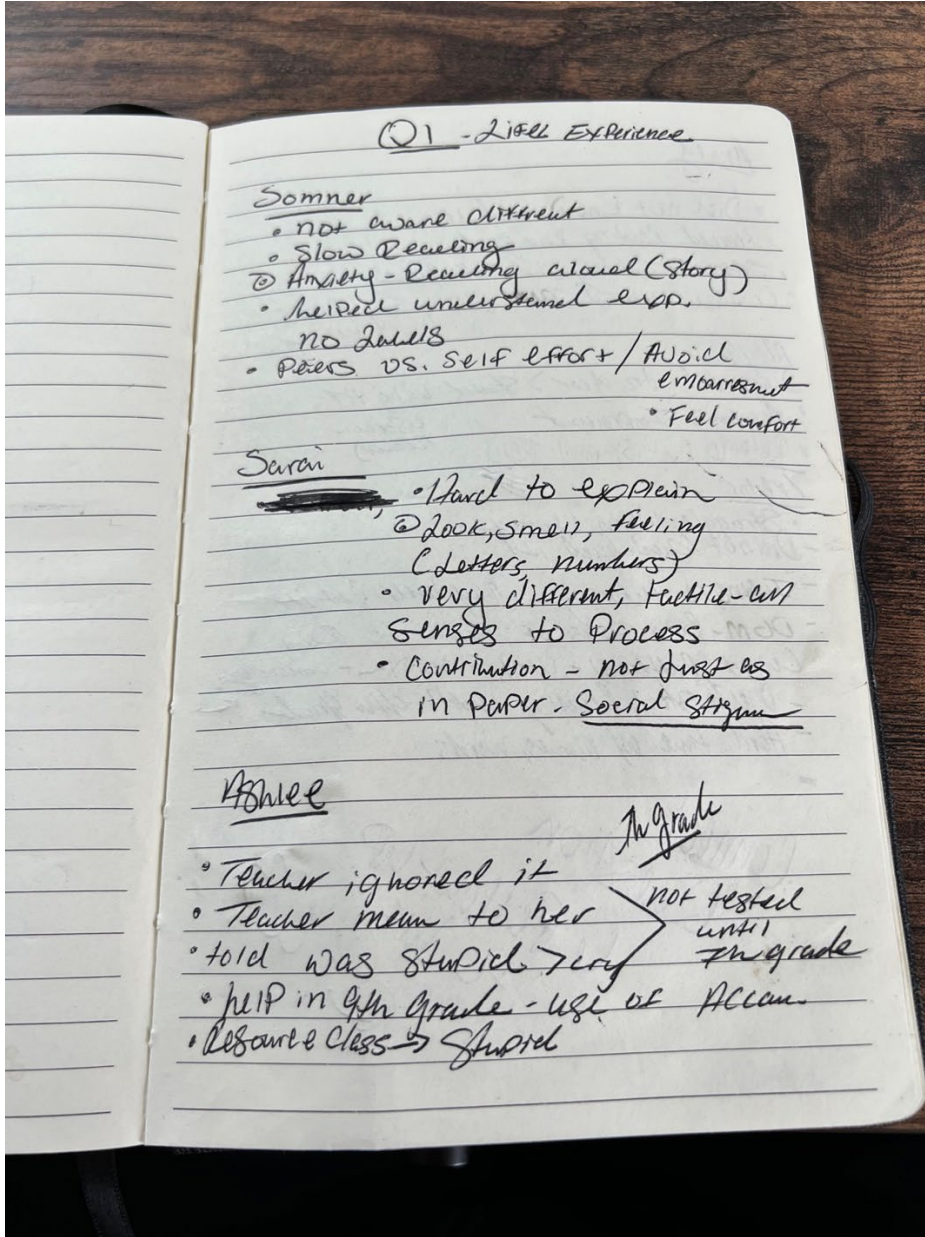 Q1 - Lifes Experience
Somner
• not aware different
• Slow Reading
• Anxiety - Reading aloud (Story)
• helped understand exp.
no Labels
• Peers vs. Self effort / Avoid
embarresmnt
• Feel comfort
Sarai
• Hard to explain
• Look, Smell, feeling
(Letters, numbers)
• very different, tactile - all
senses to Process
• Contribution - not just as
in paper - Social Stigma
Ashlee
7th grade
• Teacher ignored it
• Teacher mean to her
not tested
until
7th grade
• told was Stupid > cry
• help in 9th grade - use of Accom.
• Resource Class → Stupid